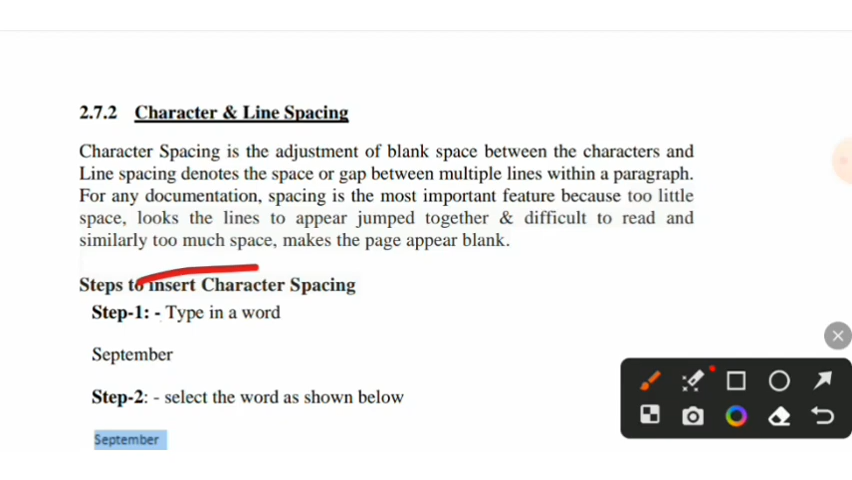 2.7.2 Character & Line Spacing
Character Spacing is the adjustment of blank space between the characters and
Line spacing denotes the space or gap between multiple lines within a paragraph.
For any documentation, spacing is the most important feature because too little
space, looks the lines to appear jumped together & difficult to read and
similarly too much space, makes the page appear blank.
Steps to insert Character Spacing
Step-1: - Type in a word
September
Step-2: - select the word as shown below
September